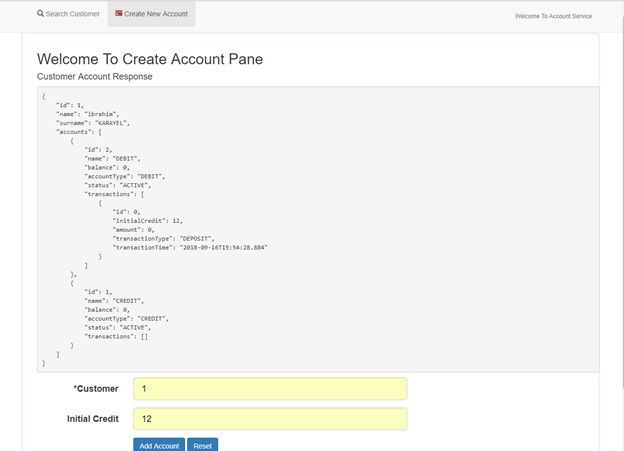 Search Customer
Create New Account
Welcome To Account Service
Welcome To Create Account Pane
Customer Account Response
{
"id": 1,
"name": "ibrahim",
"surname": "KARAYEL",
"accounts": [
{
"id": 2,
"name": "DEBIT",
"balance": 0,
"accountType": "DEBIT",
"status": "ACTIVE",
"transactions": [
{
"id": 0,
"initialCredit": 12,
"amount": 0,
"transactionType": "DEPOSIT",
"transactionTime": "2018-09-16T15:54:28.884"
}
]
},
{
"id": 1,
"name": "CREDIT",
"balance": 0,
"accountType": "CREDIT",
"status": "ACTIVE",
"transactions": []
}
]
}
*Customer 1
Initial Credit 12
Add Account Reset